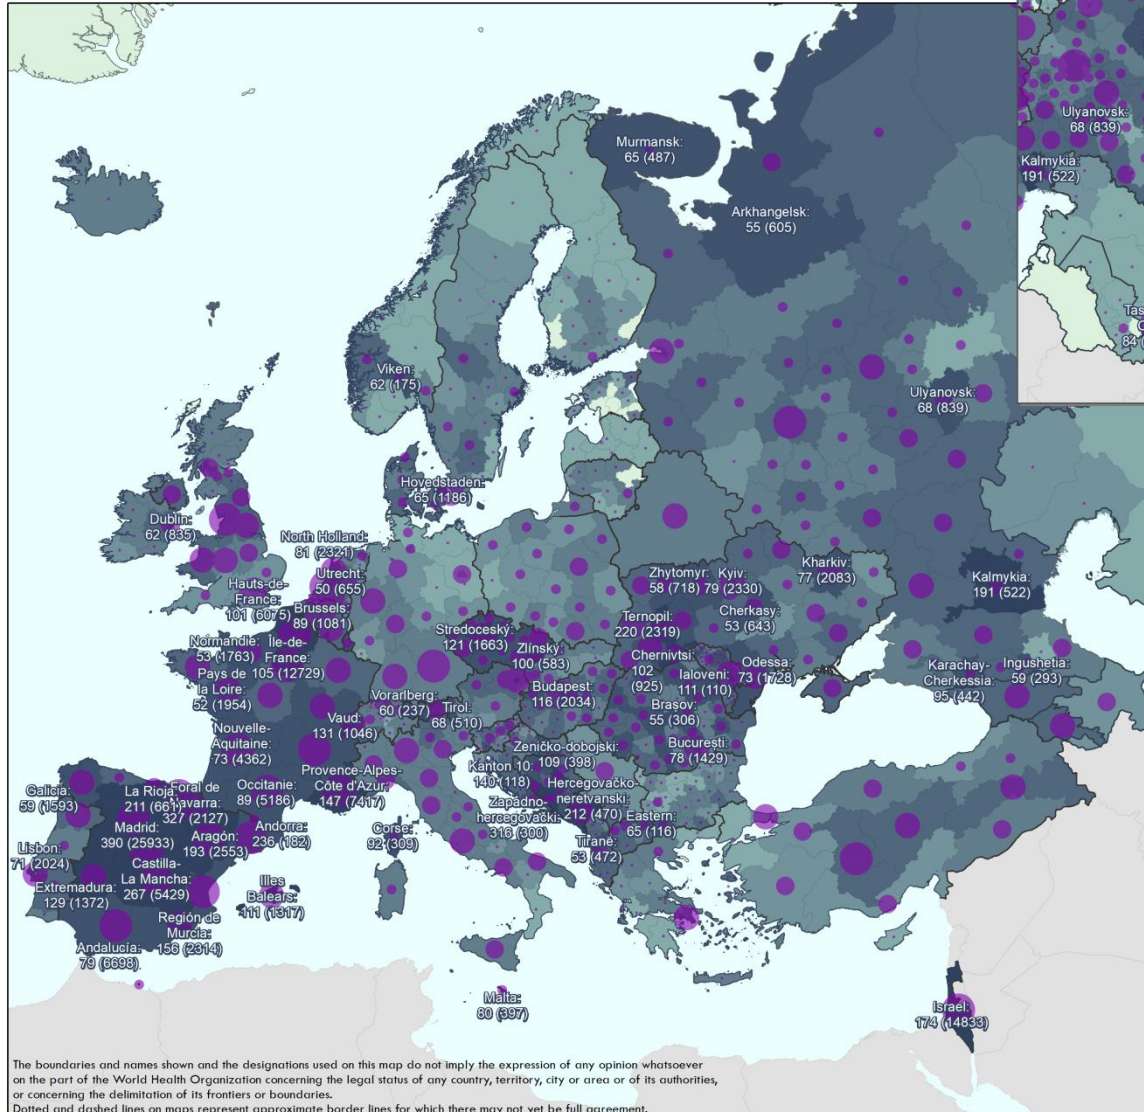 Ulyanovsk:
68 (839)
Kalmykia:
191 (522)
84
Murmansk:
65 (487)
Arkhangelsk:
55 (605)
Viken:
62 (175)
Ulyanovsk:
68 (839)
Hovedstaden:
65 (1186)
Dublin:
62 (835)
North Holland:
81 (2321)
Utrecht:
50 (655)
Hauts-de-
France:
101 (6075)
Brussels:
89 (1081)
Zhytomyr:
58 (718)
Kyiv:
79 (2330)
Kharkiv:
77 (2083)
Kalmykia:
191 (522)
Cherkasy:
53 (643)
Ternopil:
220 (2319)
Stredoceský:
121 (1663)
Zlínský:
100 (583)
Normandie:
53 (1763)
Île-de-
France:
105 (12729)
Pays de
la Loire:
52 (1954)
Chernivtsi:
102
(925)
Ialoveni:
111 (110)
Odessa:
73 (1728)
Karachay-
Cherkessia:
95 (442)
Ingushetia:
59 (293)
Vorarlberg:
60 (237)
Tirol:
68 (510)
Budapest:
116 (2034)
Brașov:
55 (306)
Vaud:
131 (1046)
Nouvelle-
Aquitaine:
73 (4362)
Zeničko-dobojski:
109 (398)
București:
78 (1429)
Kanton 10:
140 (118)
Hercegovačko-
neretvanski:
212 (470)
Provence-Alpes-
Côte d'Azur:
147 (7417)
Occitanie:
89 (5186)
Galicia:
59 (1593)
La Rioja:
211 (661)
Foral de
Navarra:
327 (2127)
Madrid:
390 (25933)
Aragón:
193 (2553)
Andorra:
236 (182)
Corse:
92 (309)
Zapadno-
hercegovački:
316 (300)
Eastern:
65 (116)
Tiranë:
53 (472)
Lisbon:
71 (2024)
Castilla-
La Mancha:
267 (5429)
Extremadura:
129 (1372)
Illes
Balears:
111 (1317)
Región de
Murcia:
156 (2314)
Andalucía:
79 (6698)
Malta:
80 (397)
Israel:
174 (14833)
The boundaries and names shown and the designations used on this map do not imply the expression of any opinion whatsoever
on the part of the World Health Organization concerning the legal status of any country, territory, city or area or of its authorities,
or concerning the delimitation of its frontiers or boundaries.
Dotted and dashed lines on maps represent approximate border lines for which there may not yet be full agreement.